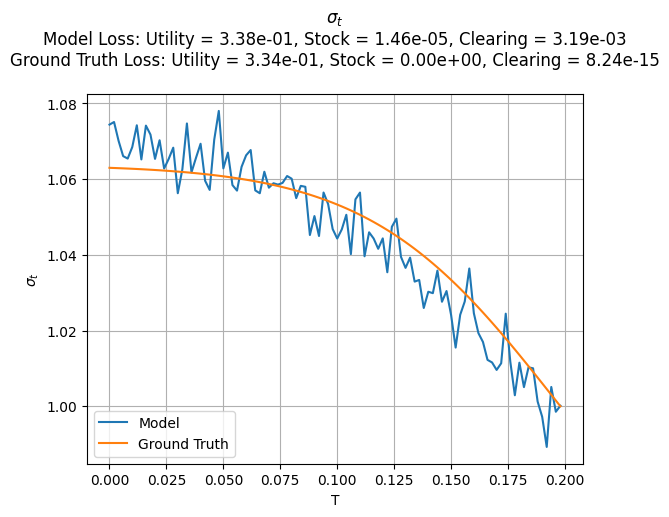 σt
Model Loss: Utility = 3.38e-01, Stock = 1.46e-05, Clearing = 3.19e-03
Ground Truth Loss: Utility = 3.34e-01, Stock = 0.00e+00, Clearing = 8.24e-15
1.08
1.06
1.04
1.02
1.00
σt
Model
Ground Truth
0.000 0.025 0.050 0.075 0.100 0.125 0.150 0.175 0.200
T